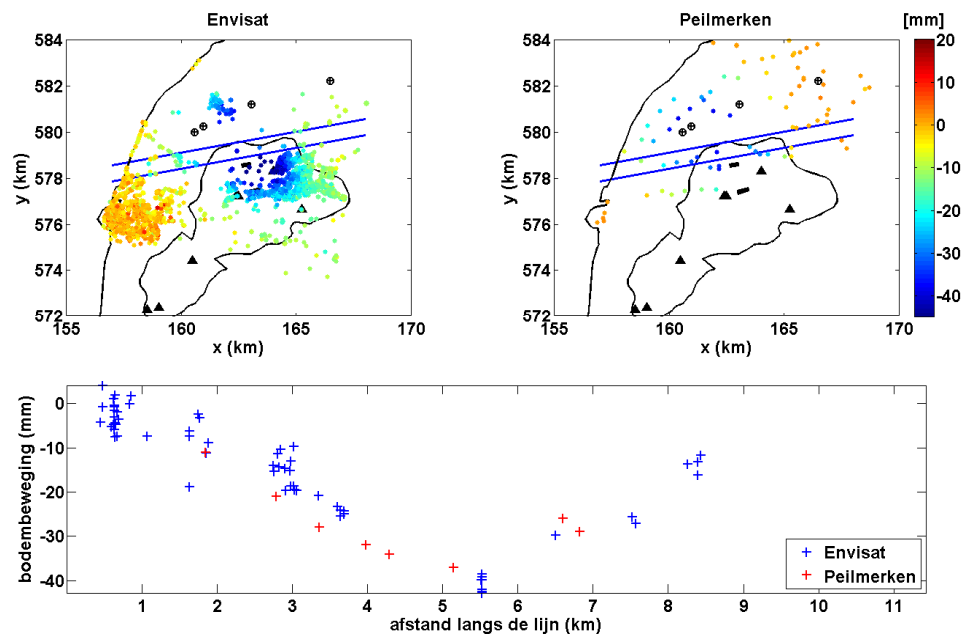 Envisat
584
582
580
578
576
574
572
155
160
165
170
y (km)
x (km)
Peilmerken
584
582
580
578
576
574
572
155
160
165
170
y (km)
x (km)
[mm]
20
10
0
-10
-20
-30
-40
bodembeweging (mm)
0
-10
-20
-30
-40
1 2 3 4 5 6 7 8 9 10 11
afstand langs de lijn (km)
Envisat
Peilmerken